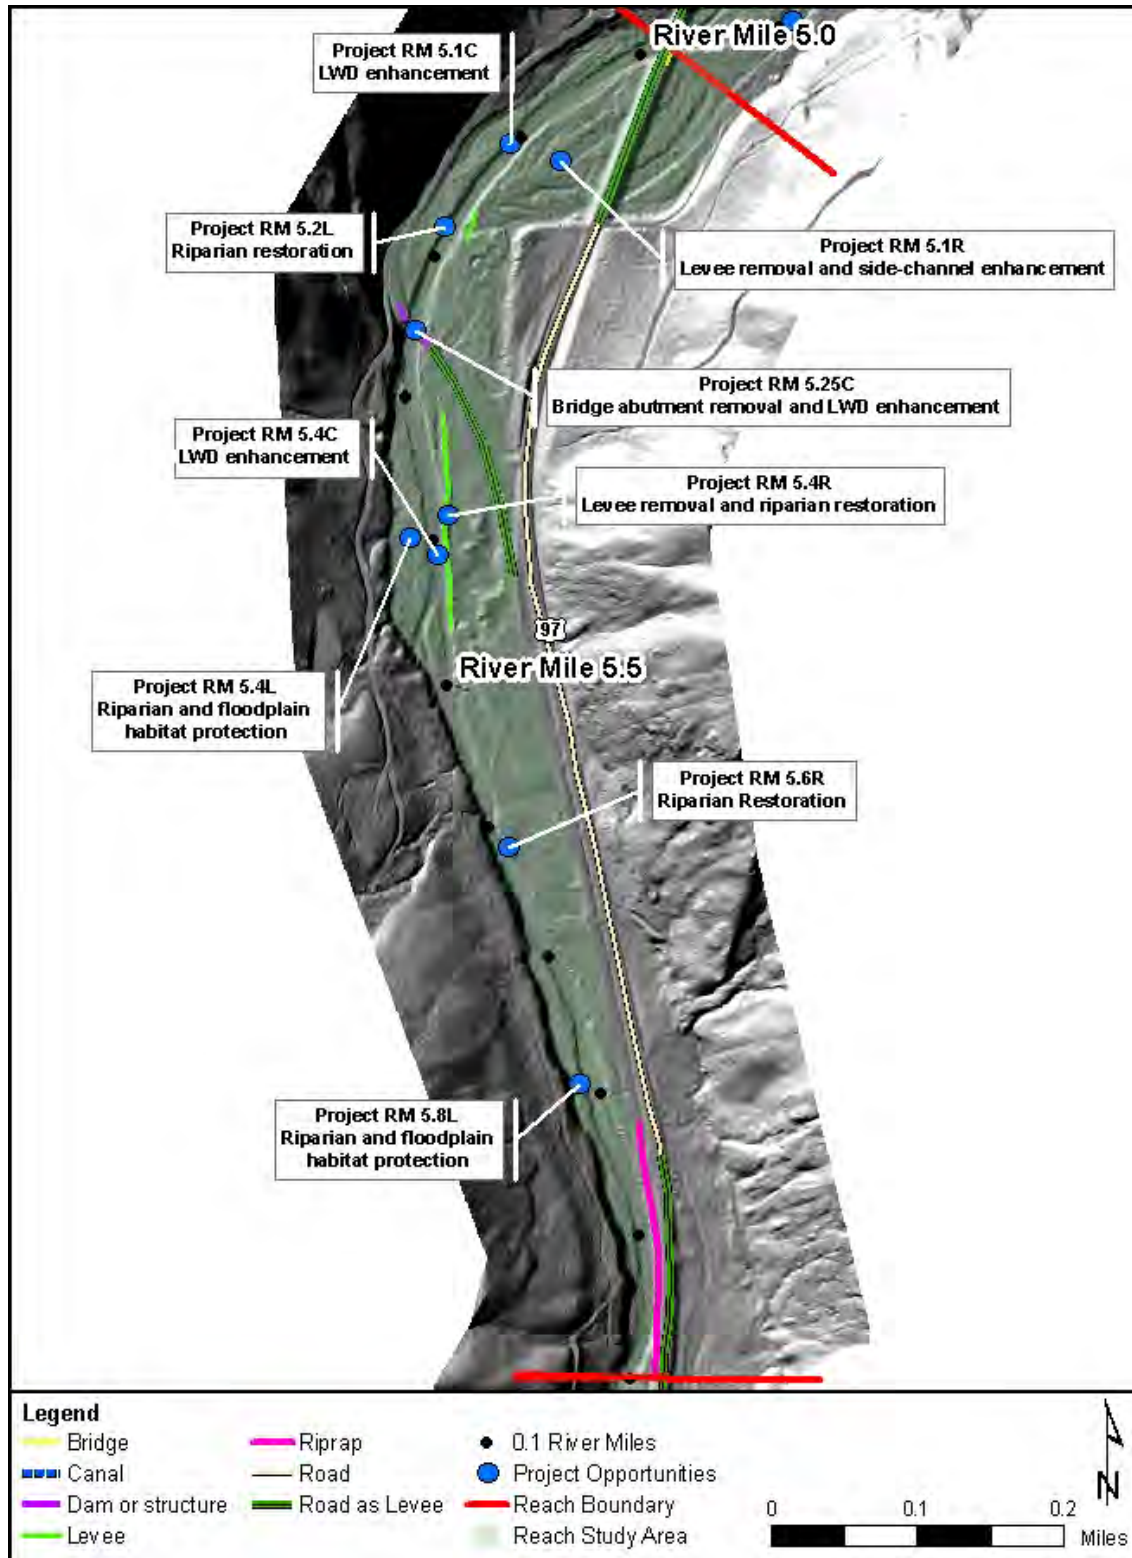 River Mile 5.0
Project RM 5.1C
LWD enhancement
Project RM 5.2L
Riparian restoration
Project RM 5.1R
Levee removal and side-channel enhancement
Project RM 5.25C
Bridge abutment removal and LWD enhancement
Project RM 5.4C
LWD enhancement
Project RM 5.4R
Levee removal and riparian restoration
97
River Mile 5.5
Project RM 5.4L
Riparian and floodplain
habitat protection
Project RM 5.6R
Riparian Restoration
Project RM 5.8L
Riparian and floodplain
habitat protection
Legend
Bridge
Canal
Dam or structure
Levee
Riprap
Road
Road as Levee
0.1 River Miles
Project Opportunities
Reach Boundary
Reach Study Area
N
0 0.1 0.2
Miles